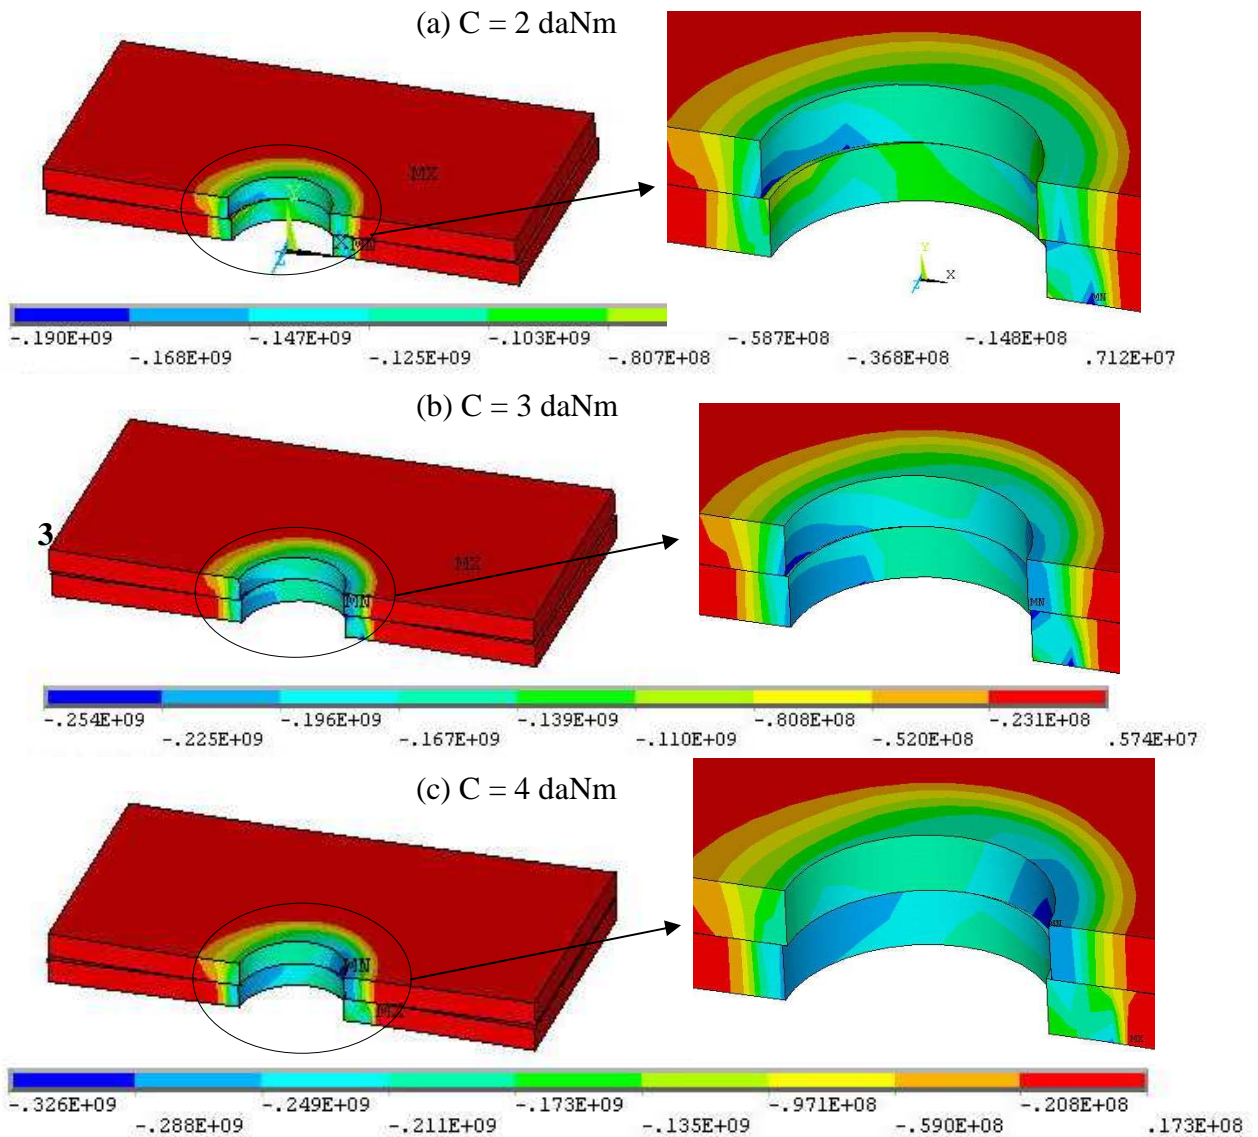 (a) C = 2 daNm
MX
Y
X MN
Z
Y
X
Z
MN
-.190E+09 -.147E+09 -.103E+09 -.587E+08 -.148E+08
-.168E+09 -.125E+09 -.807E+08 -.368E+08 .712E+07
(b) C = 3 daNm
3
MX
MN
MN
-.254E+09 -.196E+09 -.139E+09 -.808E+08 -.231E+08
-.225E+09 -.167E+09 -.110E+09 -.520E+08 .574E+07
(c) C = 4 daNm
MN
MX
MN
MX
-.326E+09 -.249E+09 -.173E+09 -.971E+08 -.208E+08
-.288E+09 -.211E+09 -.135E+09 -.590E+08 .173E+08